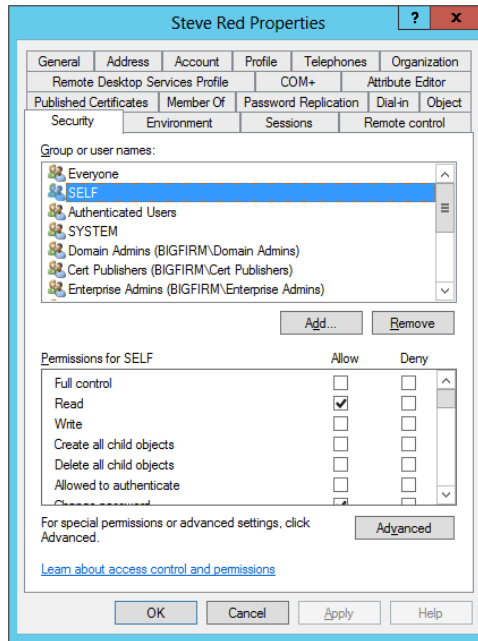 Steve Red Properties ? x
General Address Account Profile Telephones Organization
Remote Desktop Services Profile COM+ Attribute Editor
Published Certificates Member Of Password Replication Dial-in Object
Security Environment Sessions Remote control
Group or user names:
Everyone
SELF
Authenticated Users
SYSTEM
Domain Admins (BIGFIRM\Domain Admins)
Cert Publishers (BIGFIRM\Cert Publishers)
Enterprise Admins (BIGFIRM\Enterprise Admins)
Add... Remove
Permissions for SELF Allow Deny
Full control
Read
Write
Create all child objects
Delete all child objects
Allowed to authenticate
Change password
For special permissions or advanced settings, click
Advanced.
Advanced
Learn about access control and permissions
OK Cancel Apply Help